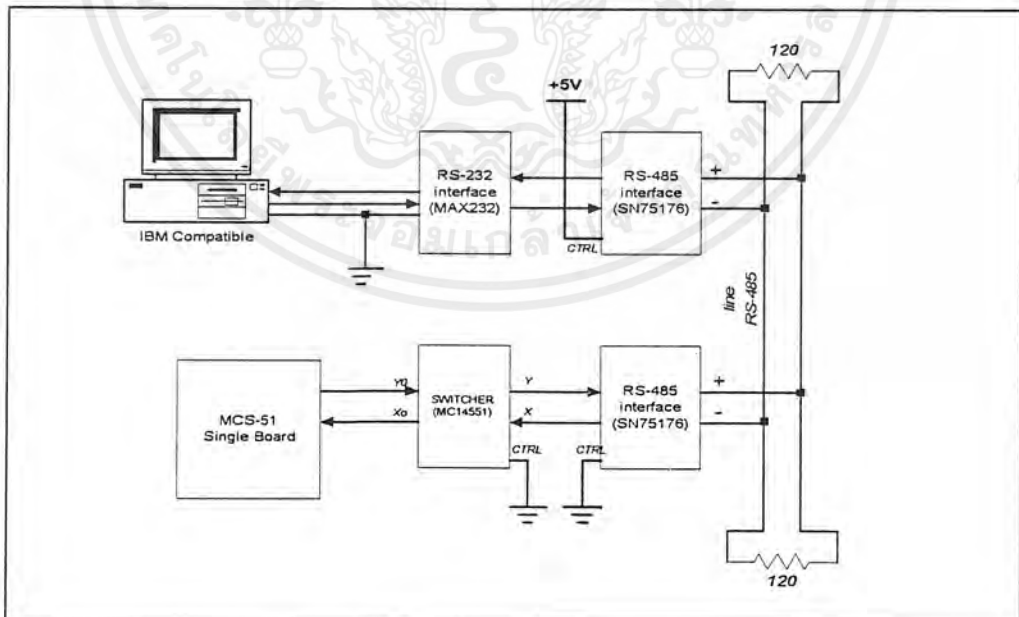 120
+5V
RS-232
interface
(MAX232)
RS-485
interface
(SN75176)
+
-
CTRL
IBM Compatible
line
RS-485
MCS-51
Single Board
Y0
X0
SWITCHER
(MC14551)
Y
X
CTRL
RS-485
interface
(SN75176)
+
-
CTRL
120